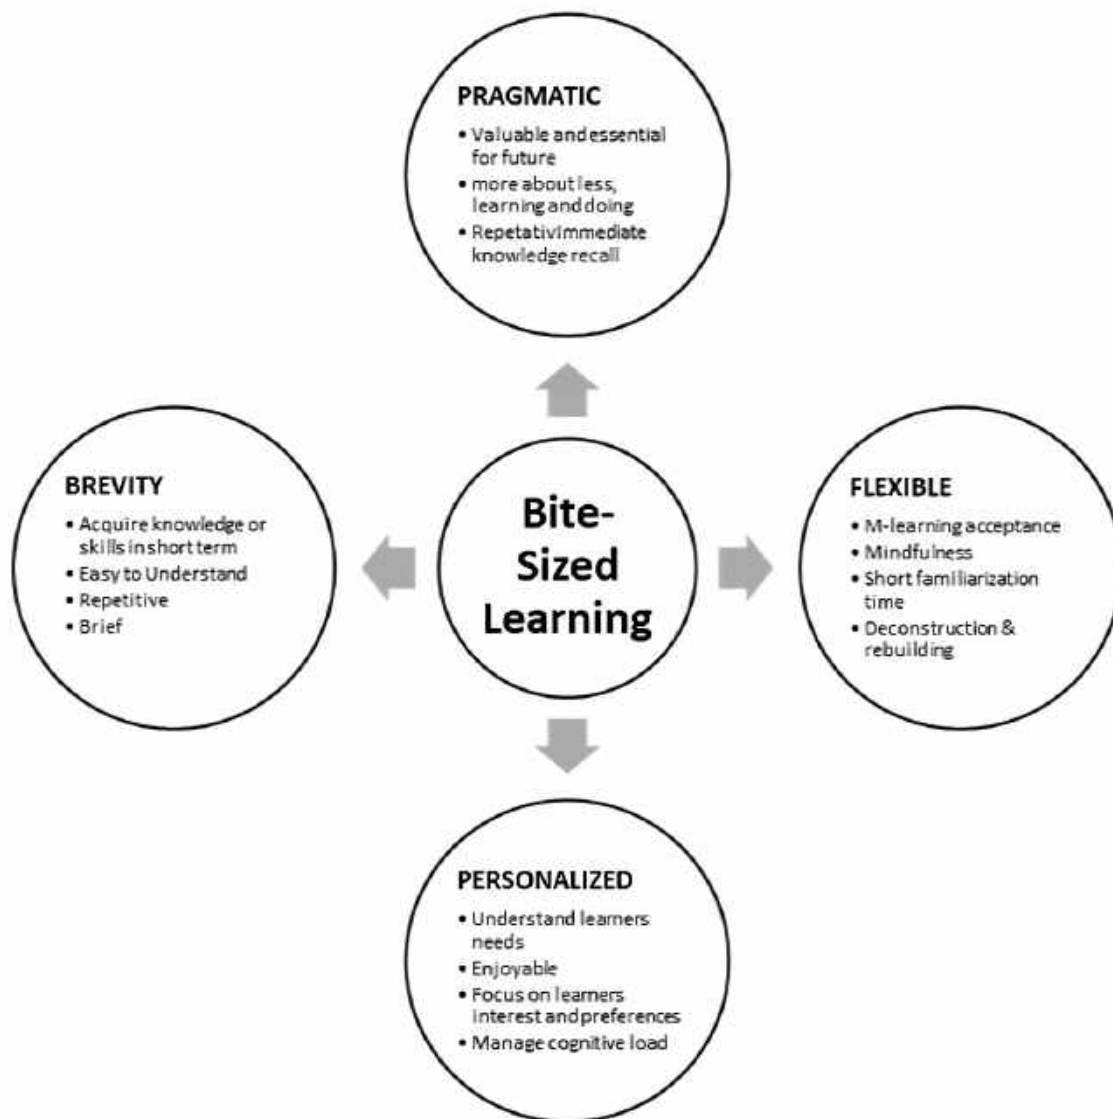 PRAGMATIC
• Valuable and essential
for future
• more about less,
learning and doing
• RepetativImmediate
knowledge recall
BREVITY
• Acquire knowledge or
skills in short term
• Easy to Understand
• Repetitive
• Brief
Bite-
Sized
Learning
FLEXIBLE
• M-learning acceptance
• Mindfulness
• Short familiarization
time
• Deconstruction &
rebuilding
PERSONALIZED
• Understand learners
needs
• Enjoyable
• Focus on learners
interest and preferences
• Manage cognitive load